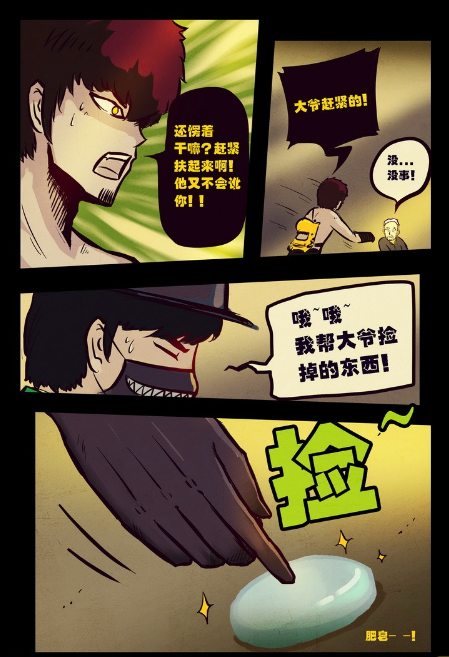 还愣着
干嘛？赶紧
扶起来啊！
他又不会讹
你！！
大爷赶紧的！
没...
没事！
哦~哦~
我帮大爷捡
掉的东西！
捡~
肥皂— —！